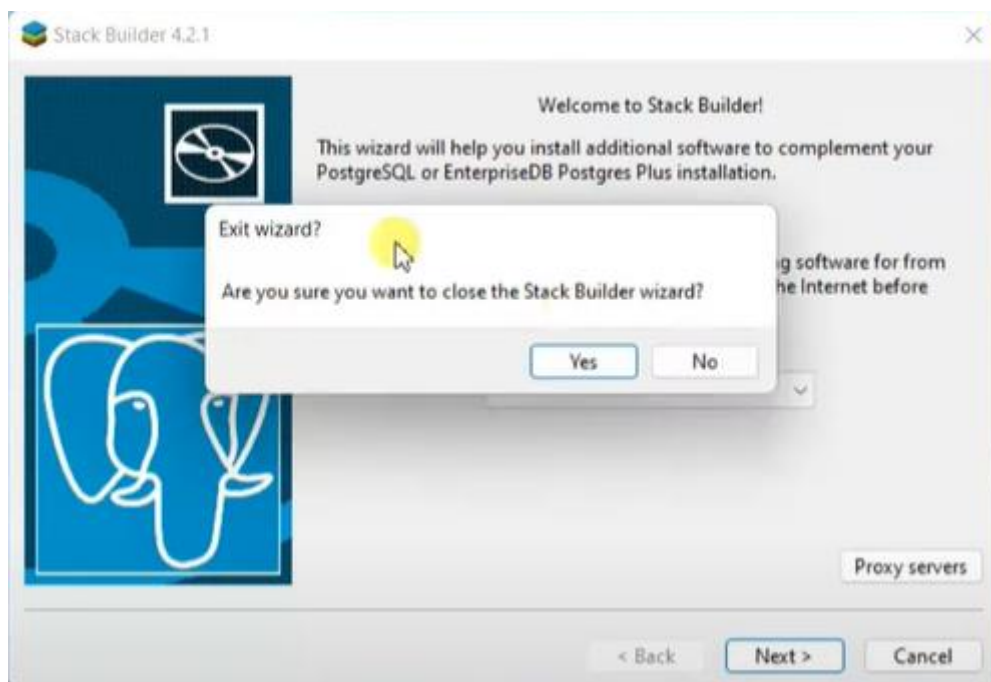 Stack Builder 4.2.1
Welcome to Stack Builder!
This wizard will help you install additional software to complement your
PostgreSQL or EnterpriseDB Postgres Plus installation.
Exit wizard?
Are you sure you want to close the Stack Builder wizard?
Yes
No
g software for from
he Internet before
Proxy servers
< Back
Next >
Cancel